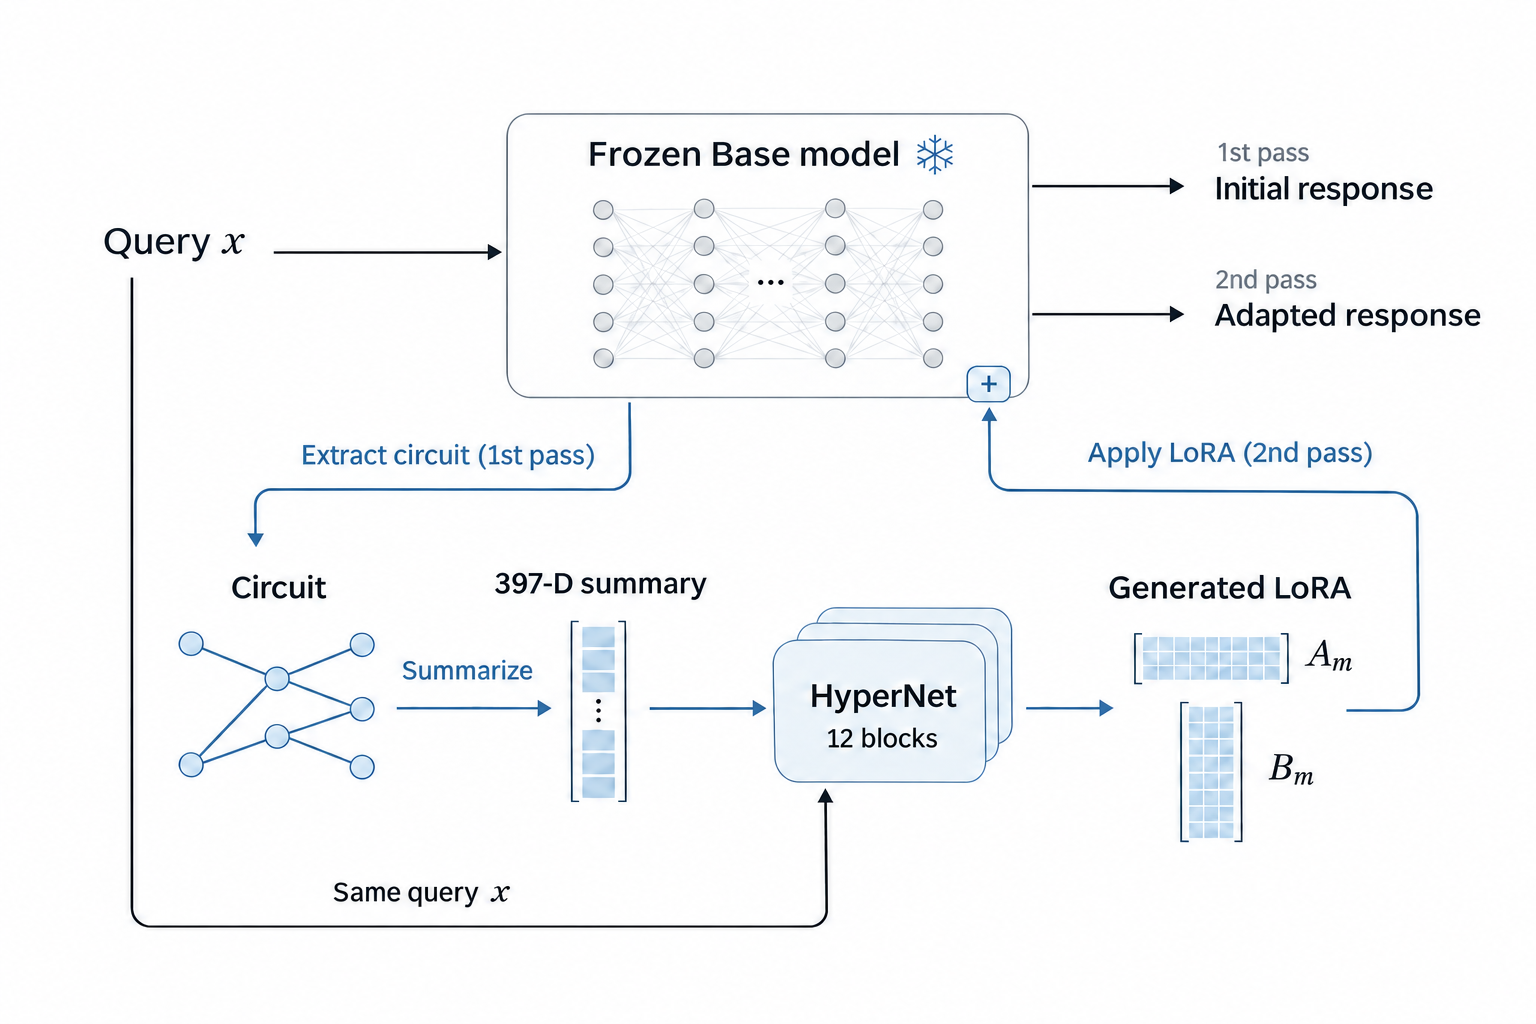 Frozen Base model
1st pass
Initial response
Query x
...
2nd pass
Adapted response
+
Extract circuit (1st pass)
Apply LoRA (2nd pass)
Circuit
397-D summary
Generated LoRA
Summarize
A_m
HyperNet
12 blocks
B_m
Same query x